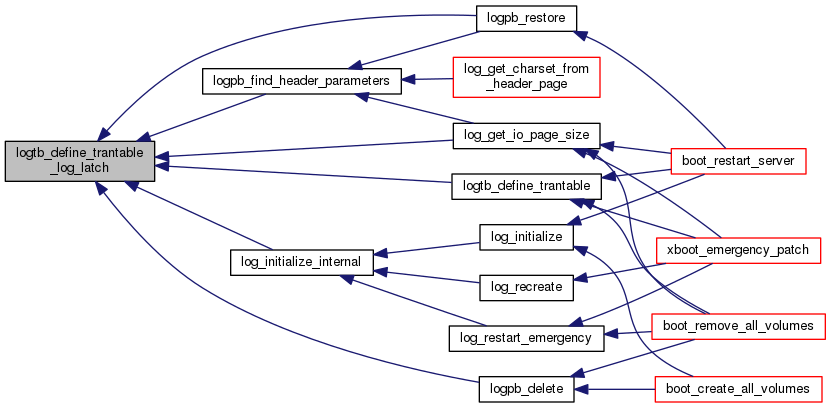 logpb_restore
logpb_find_header_parameters
log_get_charset_from
_header_page
log_get_io_page_size
logtb_define_trantable
_log_latch
boot_restart_server
logtb_define_trantable
log_initialize
xboot_emergency_patch
log_initialize_internal
log_recreate
boot_remove_all_volumes
log_restart_emergency
logpb_delete
boot_create_all_volumes